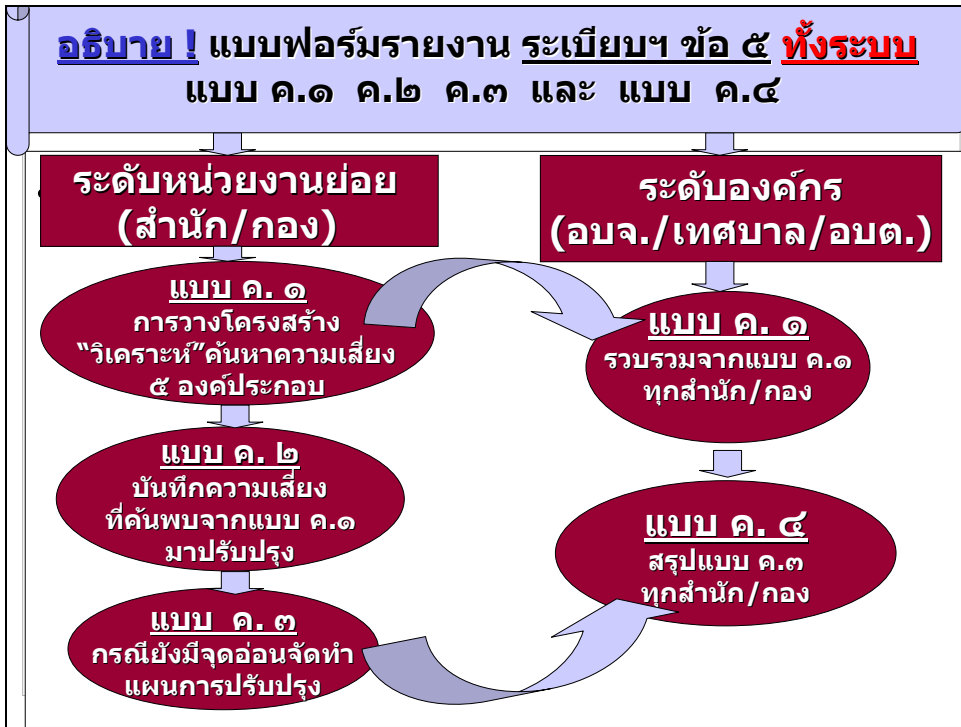 อธิบาย ! แบบฟอร์มรายงาน ระเบียบฯ ข้อ ๕ ทั้งระบบ
แบบ ค.๑ ค.๒ ค.๓ และ แบบ ค.๔
ระดับหน่วยงานย่อย
(สำนัก/กอง)
แบบ ค. ๑
การวางโครงสร้าง
“วิเคราะห์”ค้นหาความเสี่ยง
๕ องค์ประกอบ
แบบ ค. ๒
บันทึกความเสี่ยง
ที่ค้นพบจากแบบ ค.๑
มาปรับปรุง
แบบ ค. ๓
กรณียังมีจุดอ่อนจัดทำ
แผนการปรับปรุง
ระดับองค์กร
(อบจ./เทศบาล/อบต.)
แบบ ค. ๑
รวบรวมจากแบบ ค.๑
ทุกสำนัก/กอง
แบบ ค. ๔
สรุปแบบ ค.๓
ทุกสำนัก/กอง